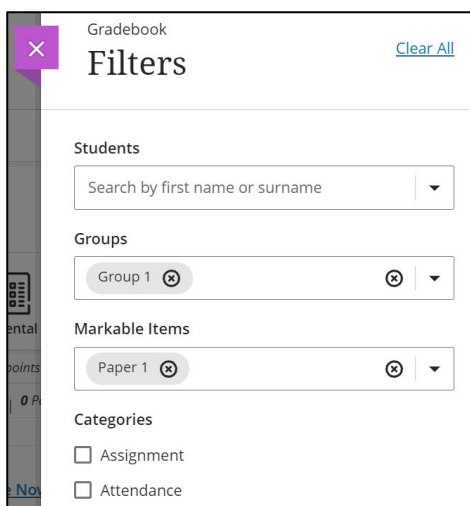 Gradebook
Filters
Clear All
Students
Search by first name or surname
Groups
Group 1
Markable Items
Paper 1
Categories
Assignment
Attendance
ental
points
0